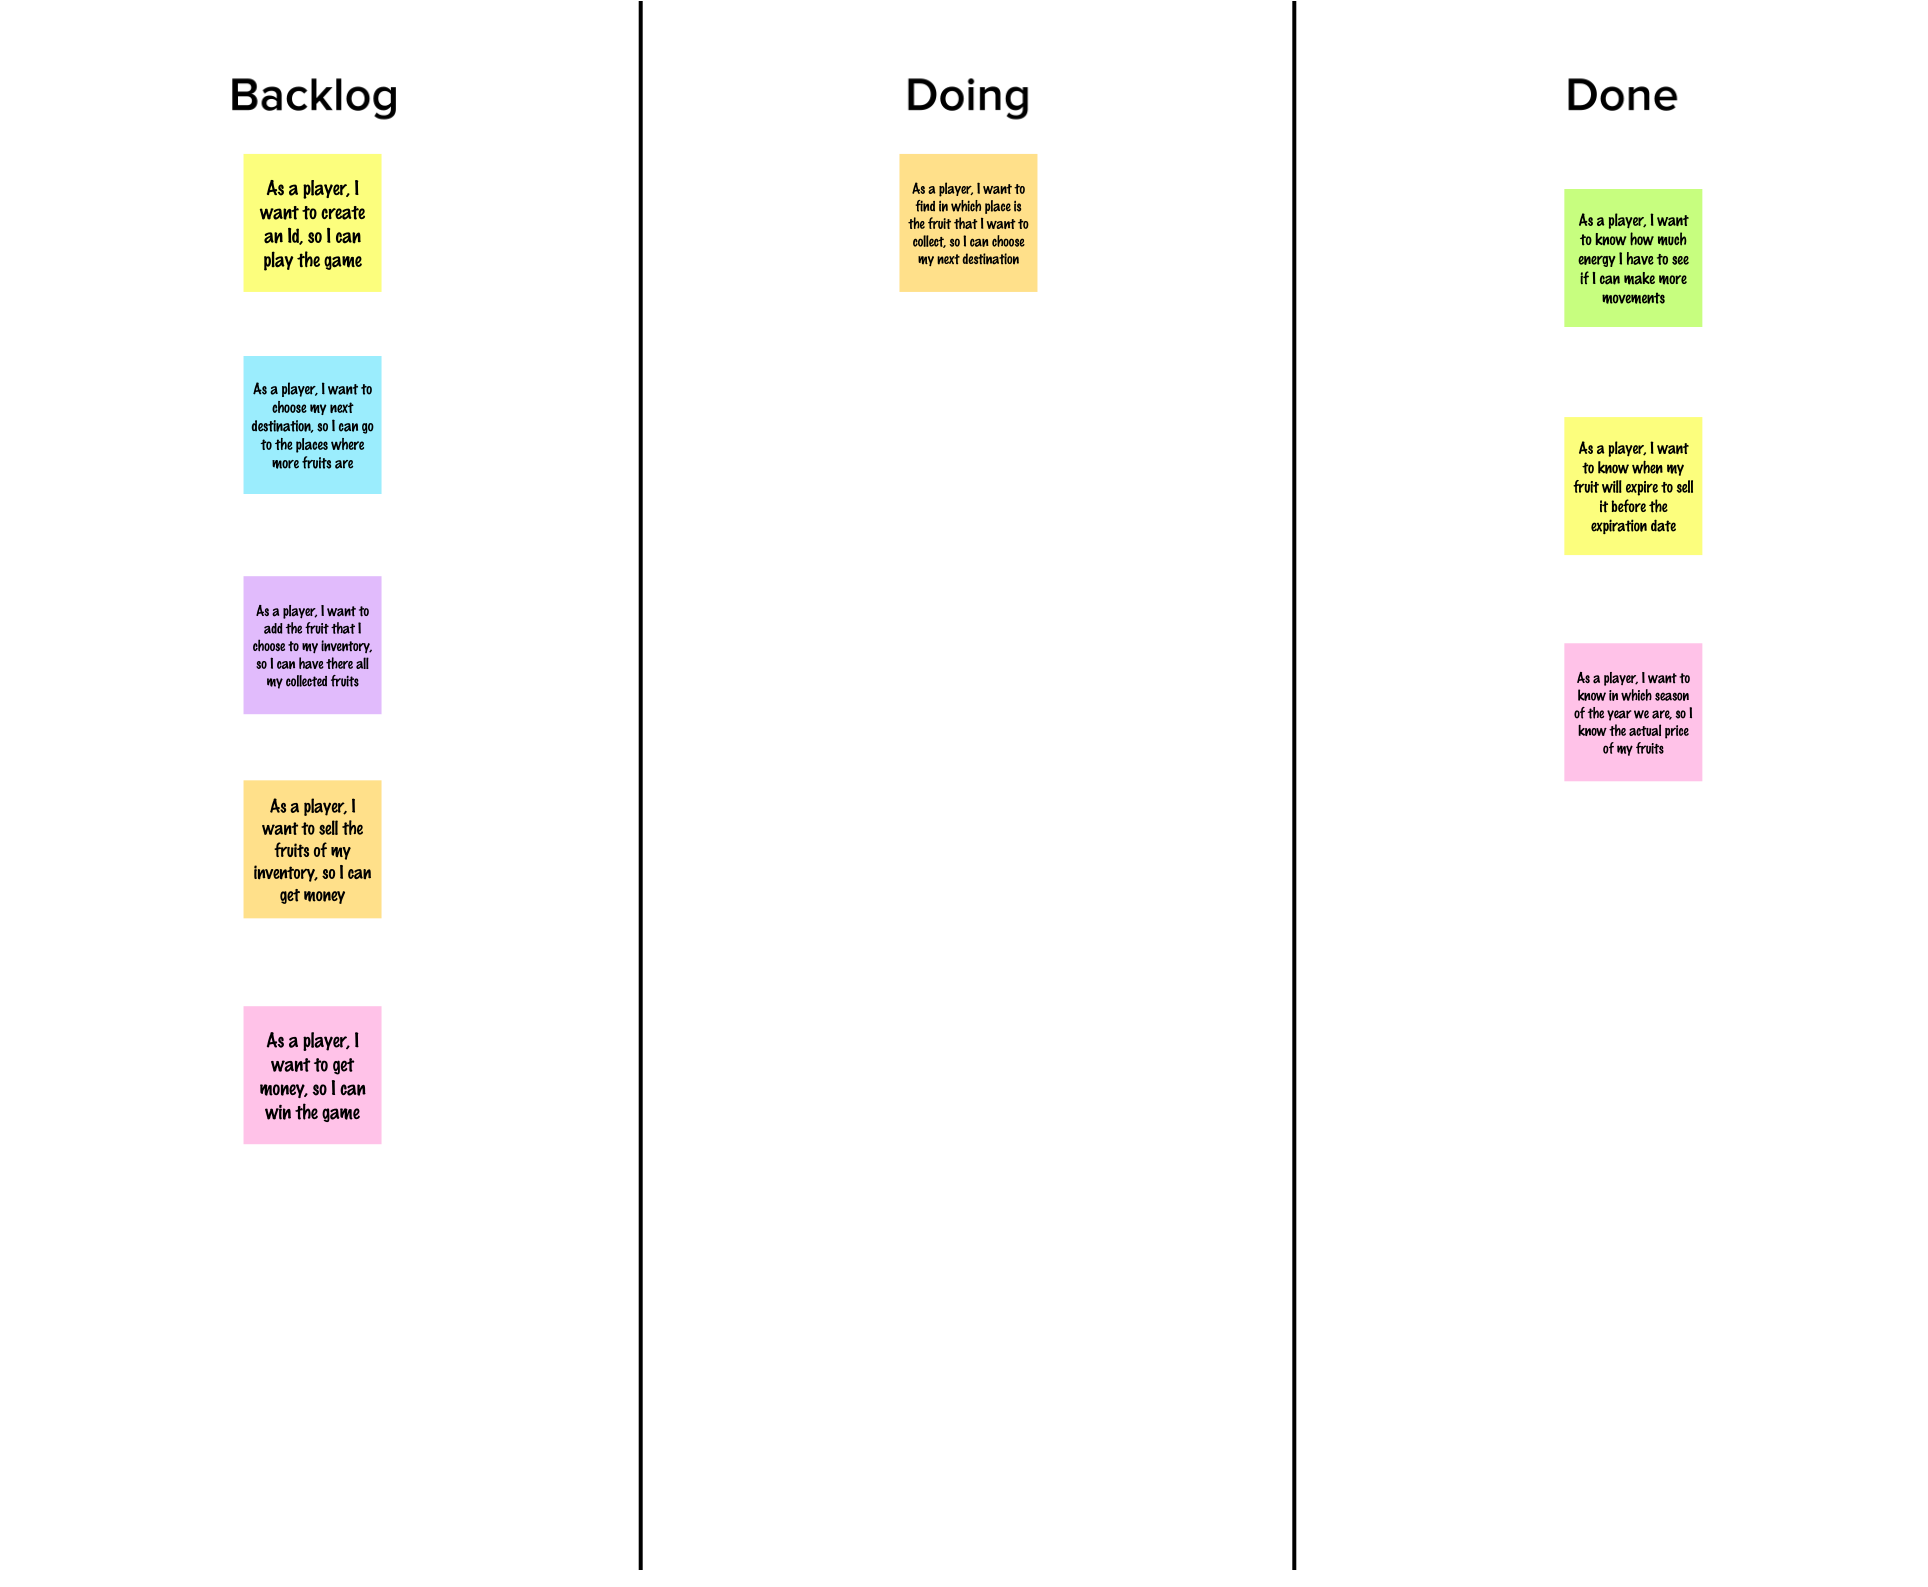 Backlog
As a player, I
want to create
an Id, so I can
play the game
As a player, I want to
choose my next
destination, so I can go
to the places where
more fruits are
As a player, I want to
add the fruit that I
choose to my inventory,
so I can have there all
my collected fruits
As a player, I
want to sell the
fruits of my
inventory, so I can
get money
As a player, I
want to get
money, so I can
win the game
Doing
As a player, I want to
find in which place is
the fruit that I want to
collect, so I can choose
my next destination
Done
As a player, I want
to know how much
energy I have to see
if I can make more
movements
As a player, I want
to know when my
fruit will expire to sell
it before the
expiration date
As a player, I want to
know in which season
of the year we are, so I
know the actual price
of my fruits